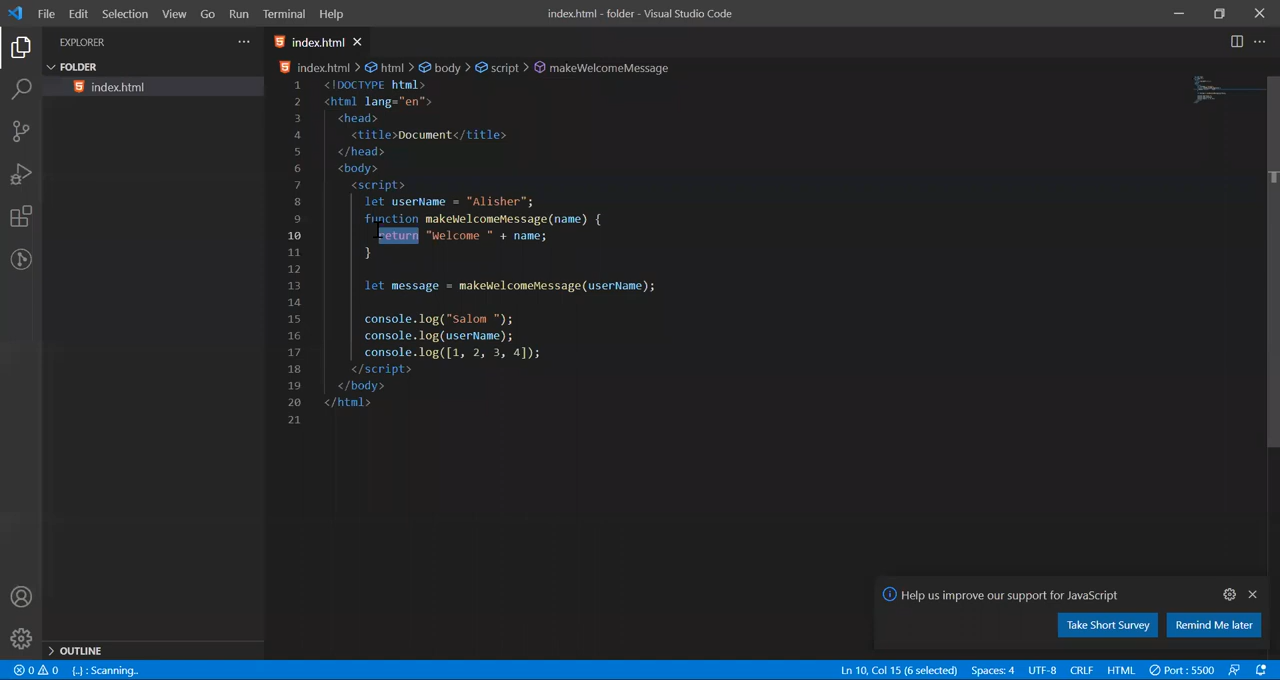 File Edit Selection View Go Run Terminal Help index.html - folder - Visual Studio Code
EXPLORER ··· index.html
FOLDER
index.html
index.html > html > body > script > makeWelcomeMessage
1 <!DOCTYPE html>
2 <html lang="en">
3 <head>
4 <title>Document</title>
5 </head>
6 <body>
7 <script>
8 let userName = "Alisher";
9 function makeWelcomeMessage(name) {
10 return "Welcome " + name;
11 }
12
13 let message = makeWelcomeMessage(userName);
14
15 console.log("Salom ");
16 console.log(userName);
17 console.log([1, 2, 3, 4]);
18 </script>
19 </body>
20 </html>
21
Help us improve our support for JavaScript
Take Short Survey Remind Me later
OUTLINE
0 0 {..} : Scanning.. Ln 10, Col 15 (6 selected) Spaces: 4 UTF-8 CRLF HTML Port : 5500